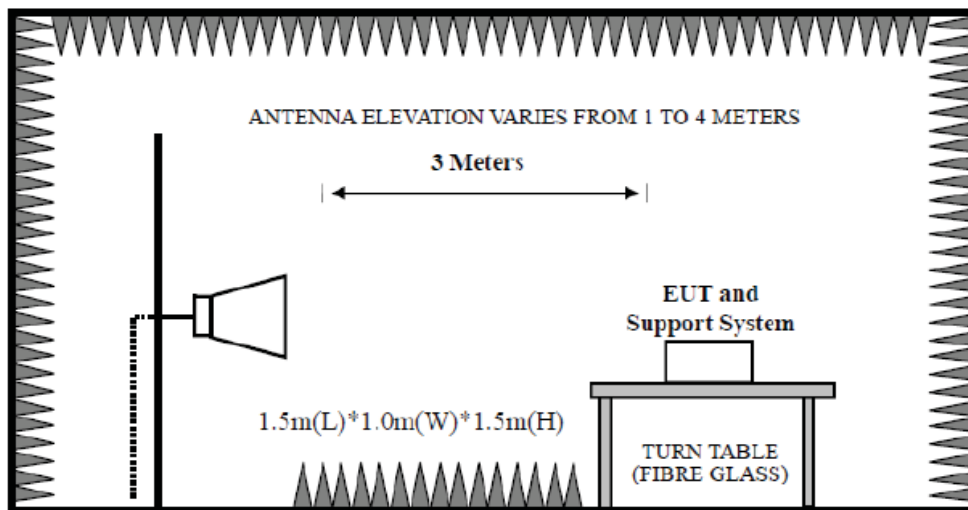 ANTENNA ELEVATION VARIES FROM 1 TO 4 METERS
3 Meters
EUT and
Support System
1.5m(L)*1.0m(W)*1.5m(H)
TURN TABLE
(FIBRE GLASS)